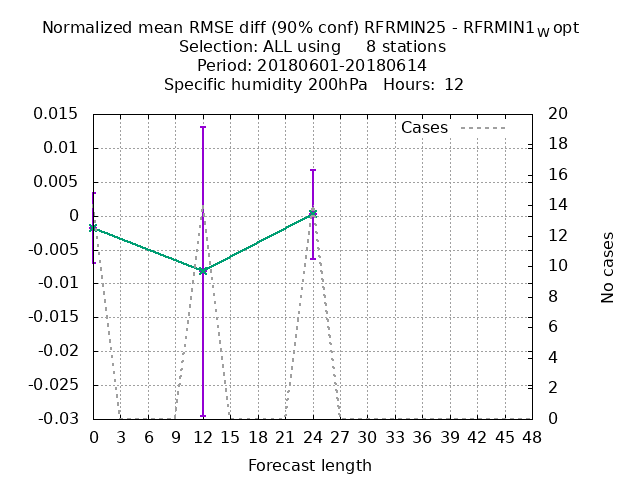 Normalized mean RMSE diff (90% conf) RFRMIN25 - RFRMIN1W opt
Selection: ALL using 8 stations
Period: 20180601-20180614
Specific humidity 200hPa Hours: 12
Cases
0.015
0.01
0.005
0
-0.005
-0.01
-0.015
-0.02
-0.025
-0.03
20
18
16
14
12
10
8
6
4
2
0
No cases
0 3 6 9 12 15 18 21 24 27 30 33 36 39 42 45 48
Forecast length